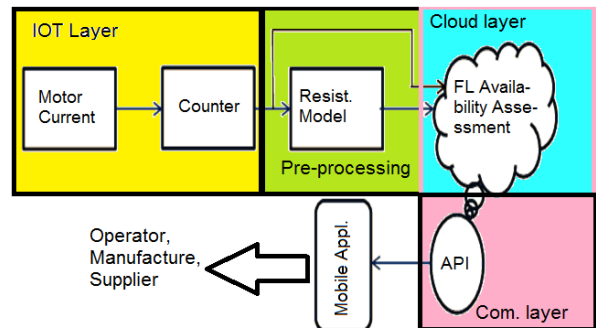 IOT Layer
Motor
Current
Counter
Resist.
Model
Pre-processing
Cloud layer
FL Availa-
bility Asse-
ssment
Operator,
Manufacture,
Supplier
Mobile Appl.
API
Com. layer